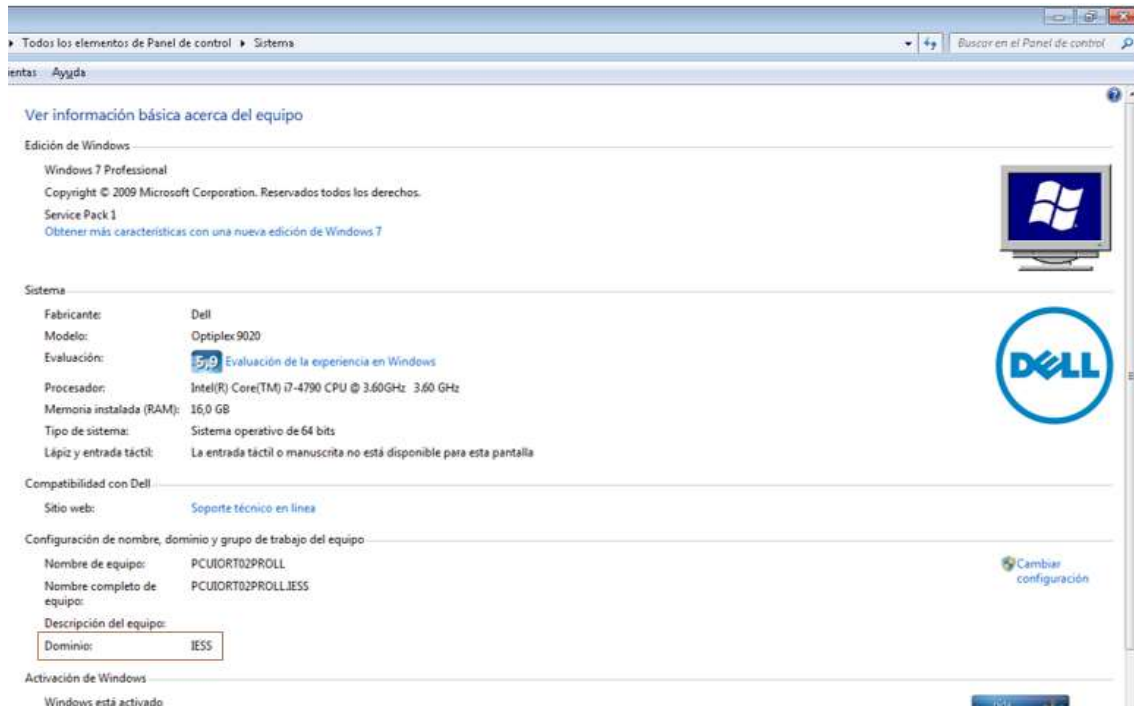 Todos los elementos de Panel de control ▸ Sistema
Buscar en el Panel de control
ientas Ayuda
Ver información básica acerca del equipo
Edición de Windows
Windows 7 Professional
Copyright © 2009 Microsoft Corporation. Reservados todos los derechos.
Service Pack 1
Obtener más características con una nueva edición de Windows 7
Sistema
Fabricante: Dell
Modelo: Optiplex 9020
Evaluación: 5,9 Evaluación de la experiencia en Windows
Procesador: Intel(R) Core(TM) i7-4790 CPU @ 3.60GHz 3.60 GHz
Memoria instalada (RAM): 16,0 GB
Tipo de sistema: Sistema operativo de 64 bits
Lápiz y entrada táctil: La entrada táctil o manuscrita no está disponible para esta pantalla
DELL
Compatibilidad con Dell
Sitio web: Soporte técnico en línea
Configuración de nombre, dominio y grupo de trabajo del equipo
Nombre de equipo: PCUIORT02PROLL
Cambiar
configuración
Nombre completo de PCUIORT02PROLL.IESS
equipo:
Descripción del equipo:
Dominio: IESS
Activación de Windows
Windows está activado